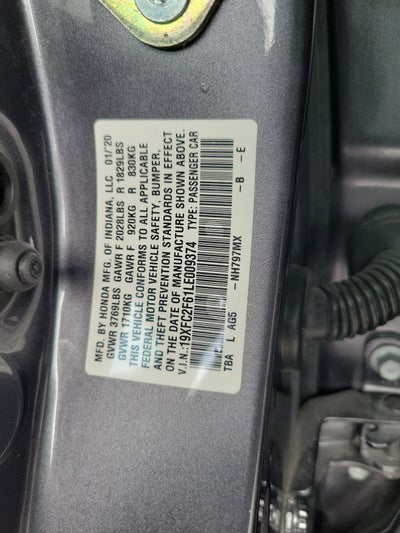 MFD. BY HONDA MFG. OF INDIANA, LLC 01/'20
GVWR 3769LBS GAWR F 2028LBS R 1829LBS
GVWR 1710KG GAWR F 920KG R 830KG
THIS VEHICLE CONFORMS TO ALL APPLICABLE
FEDERAL MOTOR VEHICLE SAFETY, BUMPER,
AND THEFT PREVENTION STANDARDS IN EFFECT
ON THE DATE OF MANUFACTURE SHOWN ABOVE.
V.I.N.:19XFC2F61LE009374 TYPE: PASSENGER CAR
-NH797MX -B -E
TBA L AG5